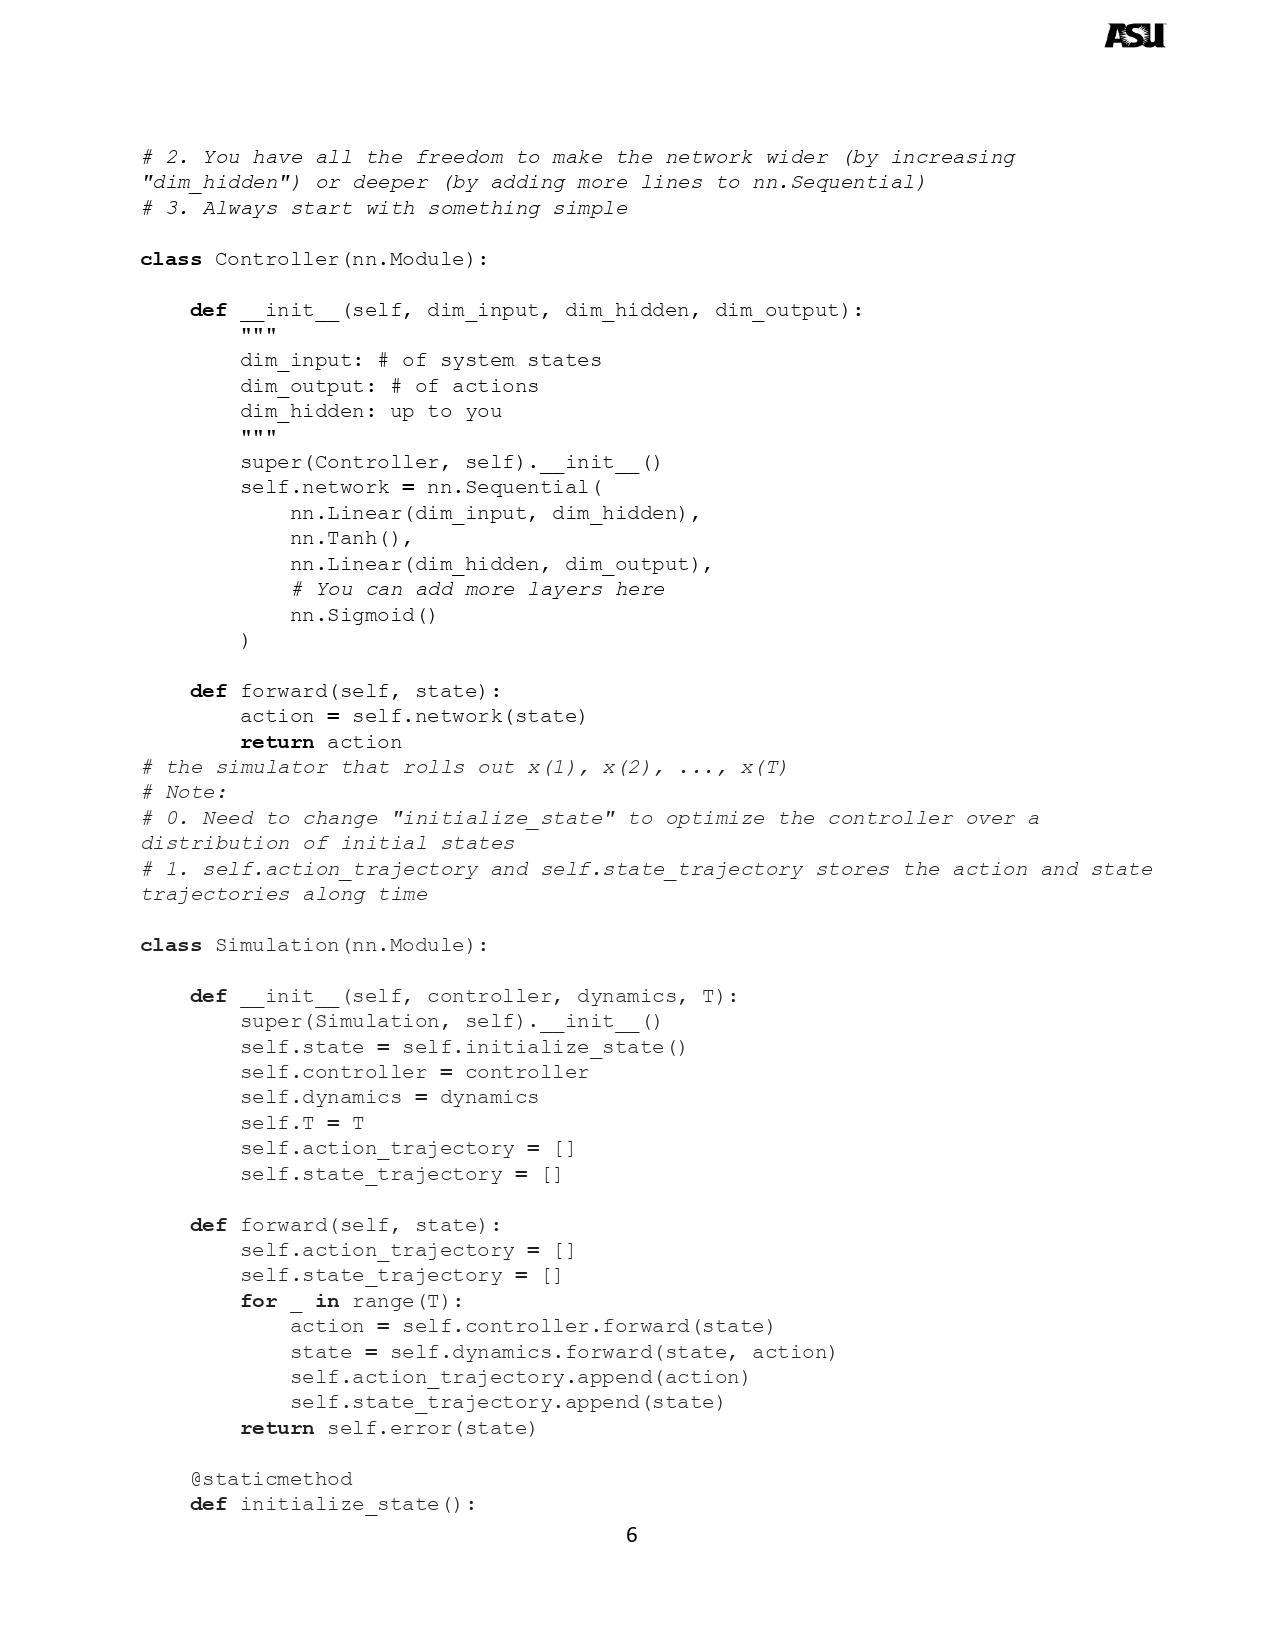 ASU
# 2. You have all the freedom to make the network wider (by increasing
"dim_hidden") or deeper (by adding more lines to nn.Sequential)
# 3. Always start with something simple
class Controller(nn.Module):
    def __init__(self, dim_input, dim_hidden, dim_output):
        """
        dim_input: # of system states
        dim_output: # of actions
        dim_hidden: up to you
        """
        super(Controller, self).__init__()
        self.network = nn.Sequential(
            nn.Linear(dim_input, dim_hidden),
            nn.Tanh(),
            nn.Linear(dim_hidden, dim_output),
            # You can add more layers here
            nn.Sigmoid()
        )
    def forward(self, state):
        action = self.network(state)
        return action
# the simulator that rolls out x(1), x(2), ..., x(T)
# Note:
# 0. Need to change "initialize_state" to optimize the controller over a
distribution of initial states
# 1. self.action_trajectory and self.state_trajectory stores the action and state
trajectories along time
class Simulation(nn.Module):
    def __init__(self, controller, dynamics, T):
        super(Simulation, self).__init__()
        self.state = self.initialize_state()
        self.controller = controller
        self.dynamics = dynamics
        self.T = T
        self.action_trajectory = []
        self.state_trajectory = []
    def forward(self, state):
        self.action_trajectory = []
        self.state_trajectory = []
        for _ in range(T):
            action = self.controller.forward(state)
            state = self.dynamics.forward(state, action)
            self.action_trajectory.append(action)
            self.state_trajectory.append(state)
        return self.error(state)
    @staticmethod
    def initialize_state():
6